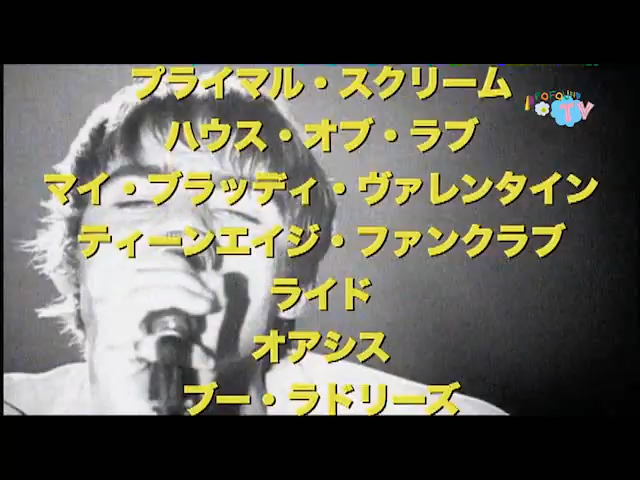 プライマル・スクリーム
ハウス・オブ・ラブ
マイ・ブラッディ・ヴァレンタイン
ティーンエイジ・ファンクラブ
ライド
オアシス
ブー・ラドリーズ
TV